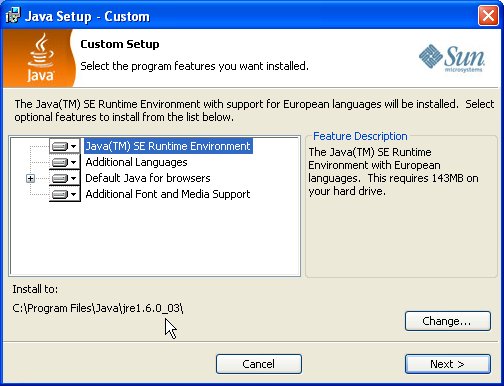 Java Setup - Custom
Java
Custom Setup
Select the program features you want installed.
Sun
microsystems
The Java(TM) SE Runtime Environment with support for European languages will be installed. Select
optional features to install from the list below.
Java(TM) SE Runtime Environment
Additional Languages
Default Java for browsers
Additional Font and Media Support
Feature Description
The Java(TM) SE Runtime
Environment with European
languages. This requires 143MB on
your hard drive.
Install to:
C:\Program Files\Java\jre1.6.0_03\
Change...
Cancel
Next >